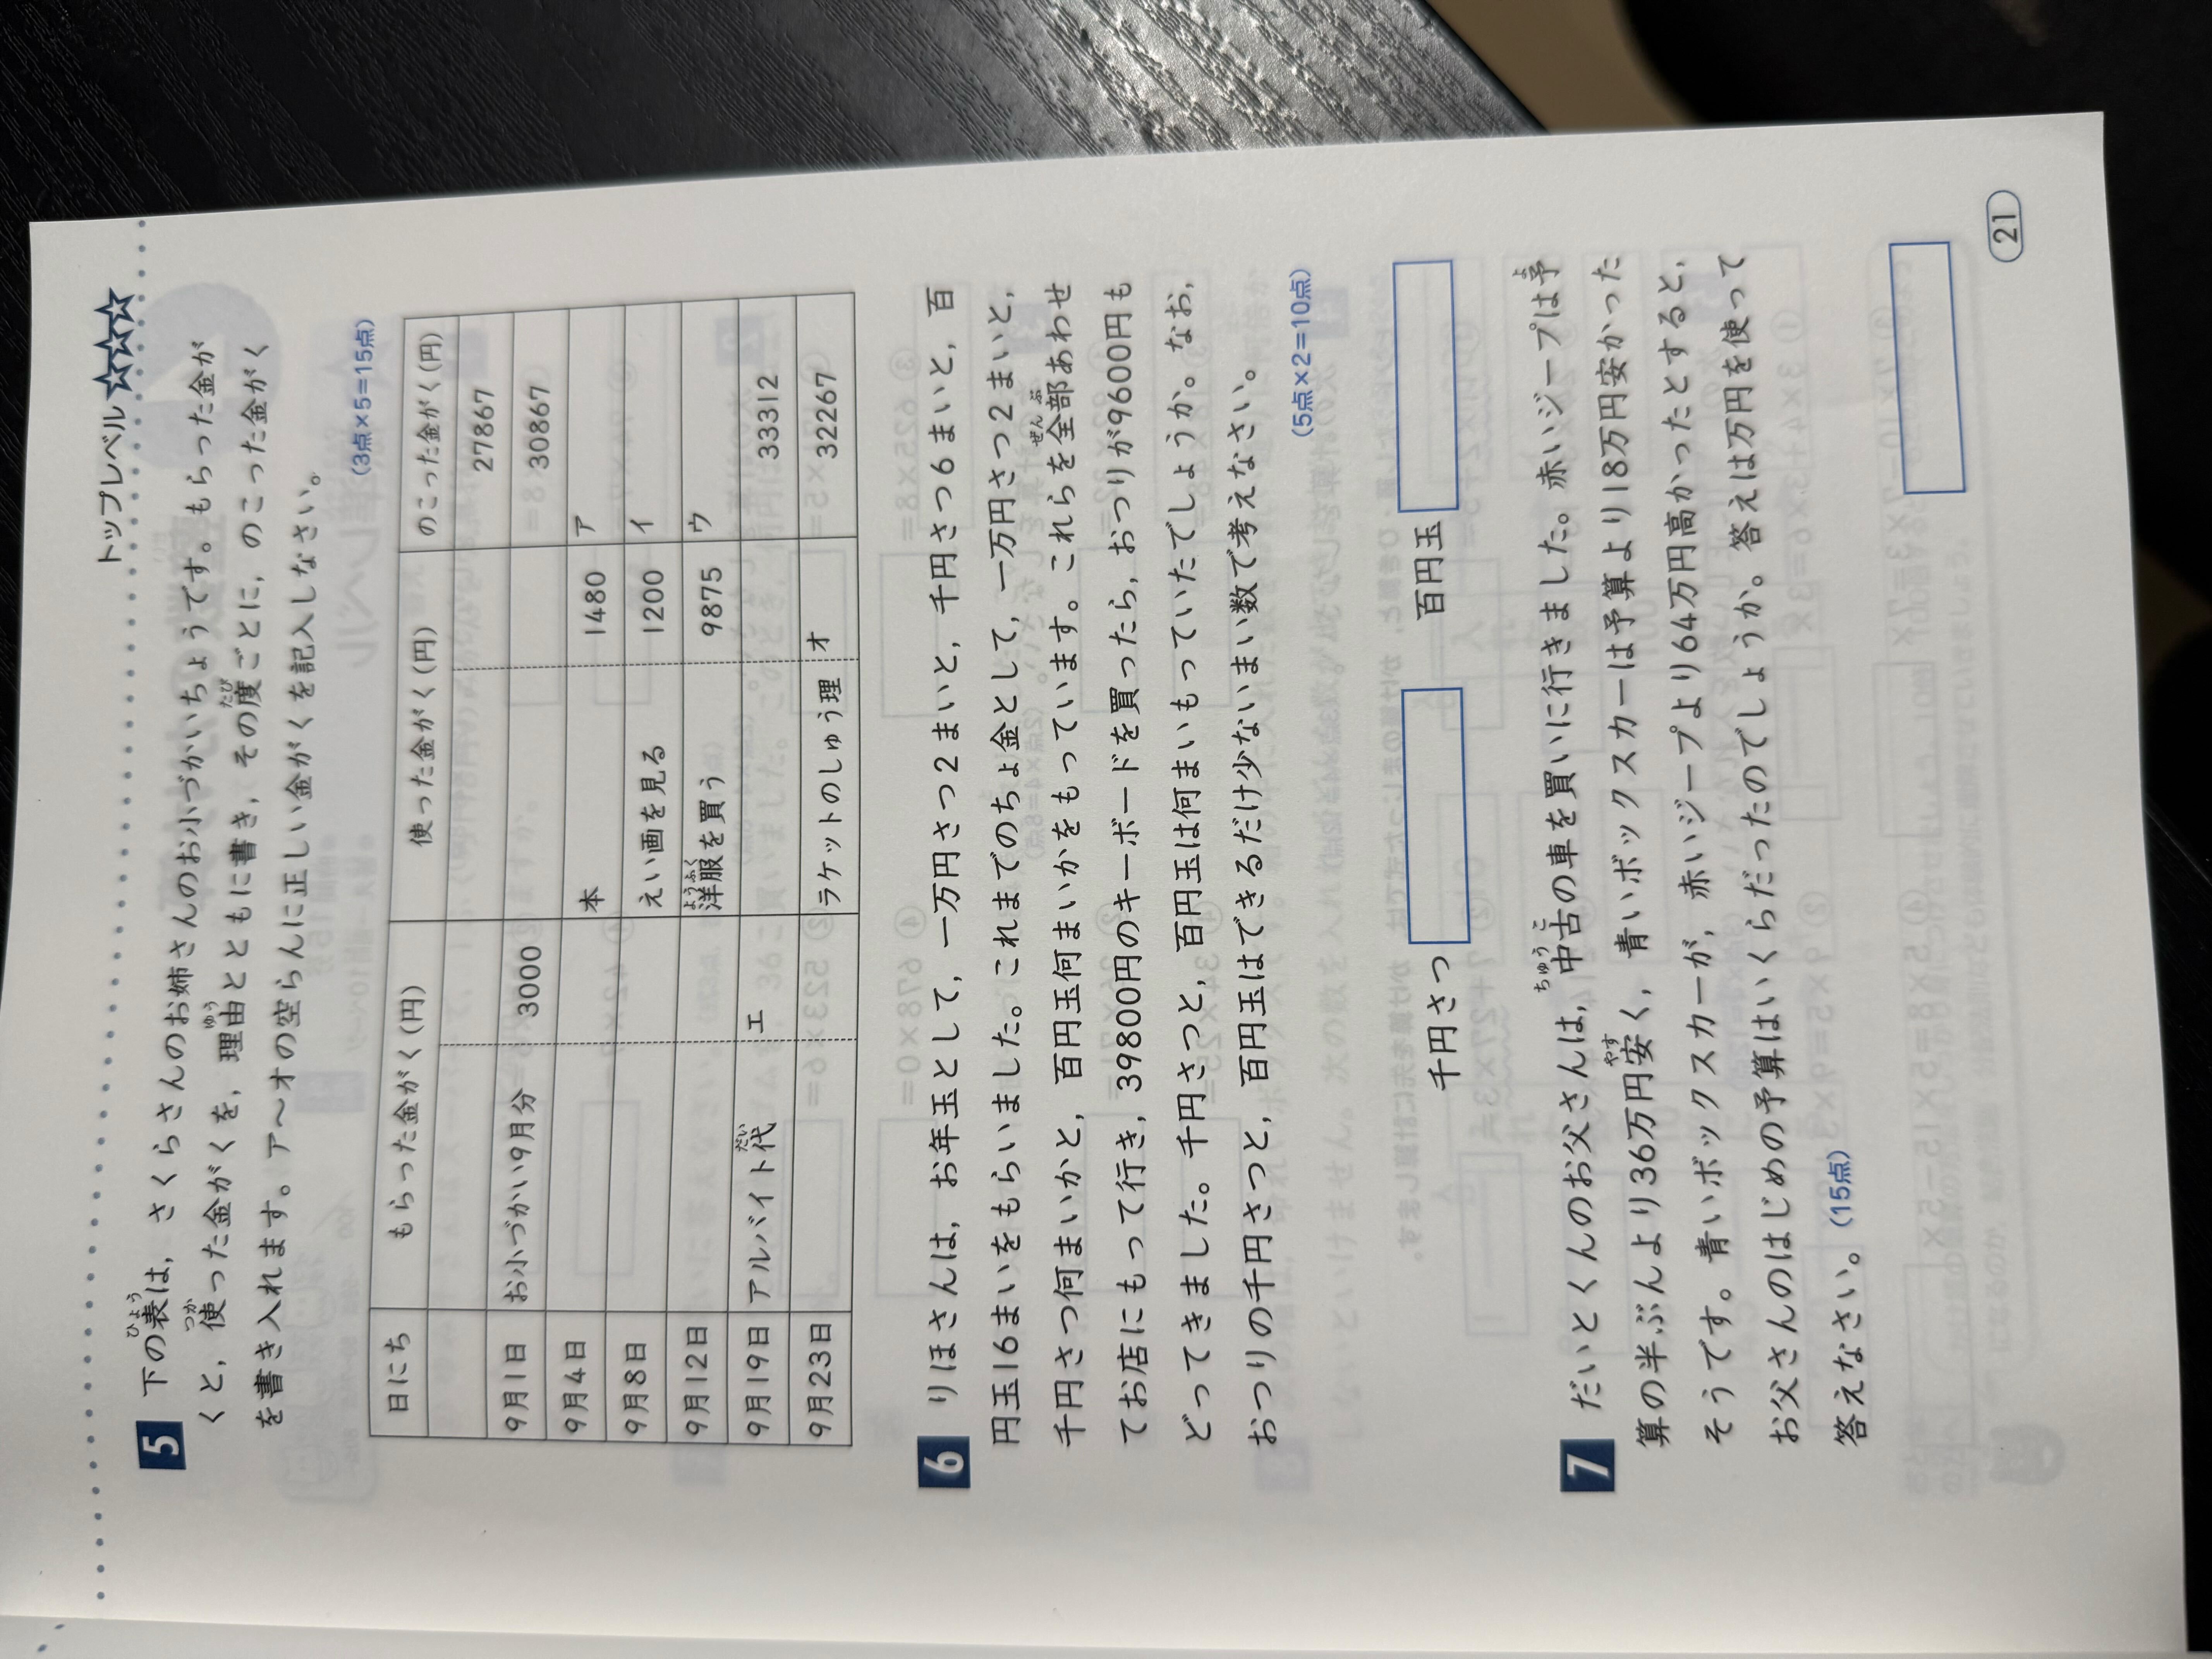 トップレベル ☆☆☆
5 下の表は，さくらさんのお姉さんのお小づかいちょうです。もらった金が
くと，使った金がくを，理由とともに書き，その度ごとに，のこった金がく
を書き入れます。ア～オの空らんに正しい金がくを記入しなさい。
(3点×5=15点)
日にち もらった金がく(円) 使った金がく(円) のこった金がく(円)
27867
9月1日 お小づかい9月分 3000 30867
9月4日 本 1480 ア
9月8日 えい画を見る 1200 イ
9月12日 洋服を買う 9875 ウ
9月19日 アルバイト代 エ 33312
9月23日 ラケットのしゅう理 オ 32267
6 りほさんは，お年玉として，一万円さつ2まいと，千円さつ6まいと，百
円玉16まいをもらいました。これまでのちょ金として，一万円さつ2まいと，
千円さつ何まいかと，百円玉何まいかをもっています。これらを全部あわせ
てお店にもって行き，39800円のキーボードを買ったら，おつりが9600円も
どってきました。千円さつと，百円玉は何まいもっていたでしょうか。なお，
おつりの千円さつと，百円玉はできるだけ少ないまい数で考えなさい。
(5点×2=10点)
千円さつ 百円玉
7 だいとくんのお父さんは，中古の車を買いに行きました。赤いジープは予
算の半ぶんより36万円安く，青いボックスカーは予算より18万円安かった
そうです。青いボックスカーが，赤いジープより64万円高かったとすると，
お父さんのはじめの予算はいくらだったのでしょうか。答えは万円を使って
答えなさい。(15点)
21